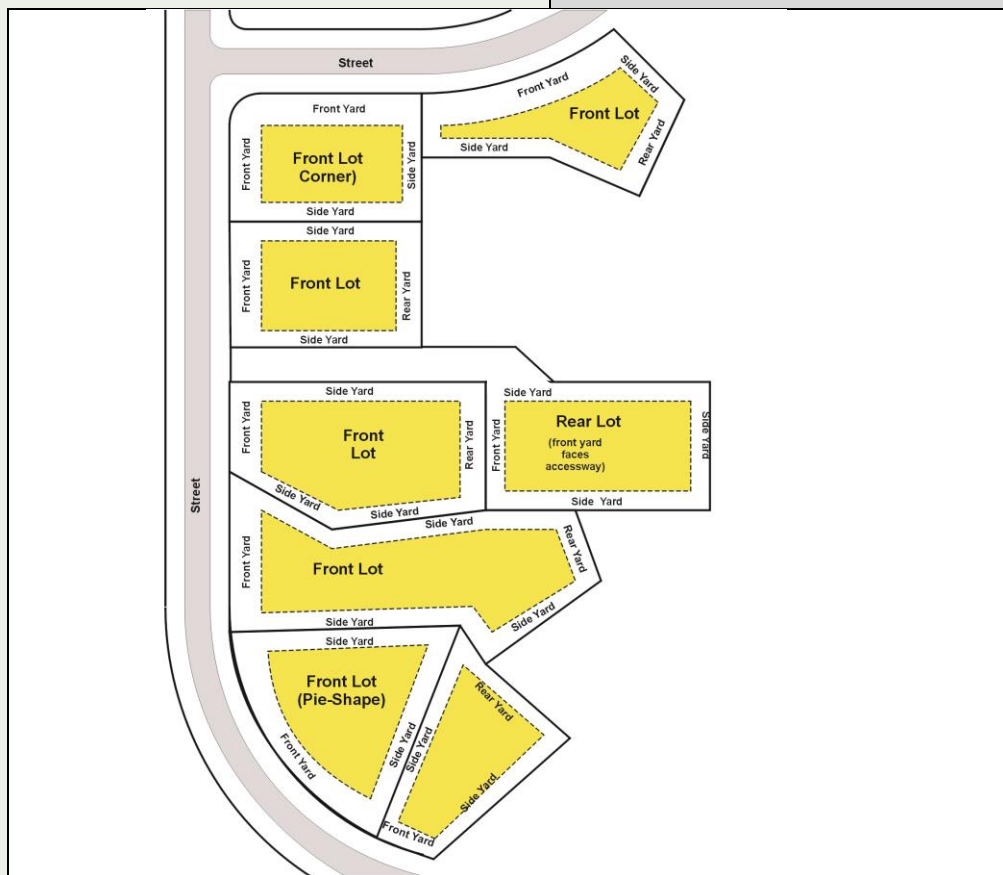 Street
Front Yard
Side Yard
Front Lot
Side Yard
Rear Yard
Front Yard
Front Yard
Front Lot
Corner)
Side Yard
Side Yard
Side Yard
Front Yard
Front Lot
Rear Yard
Side Yard
Side Yard
Front Yard
Front
Lot
Rear Yard
Side Yard
Side Yard
Side Yard
Front Yard
Rear Lot
(front yard
faces
accessway)
Side Yard
Side Yard
Street
Side Yard
Front Yard
Front Lot
Rear Yard
Side Yard
Side Yard
Side Yard
Front Lot
(Pie-Shape)
Front Yard
Side Yard
Side Yard
Rear Yard
Side Yard
Front Yard